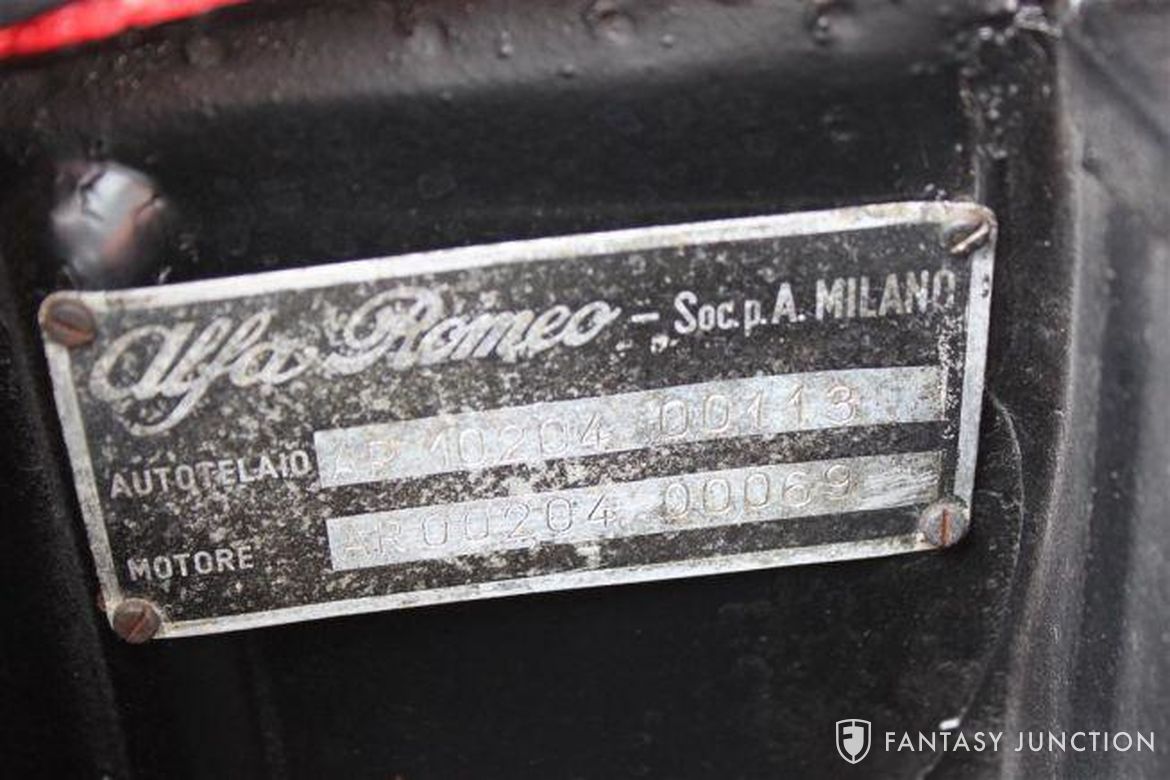 Alfa Romeo - Soc. p. A. MILANO
AUTOTELAIO AR 10204 00113
MOTORE AR 00204 00069
FANTASY JUNCTION